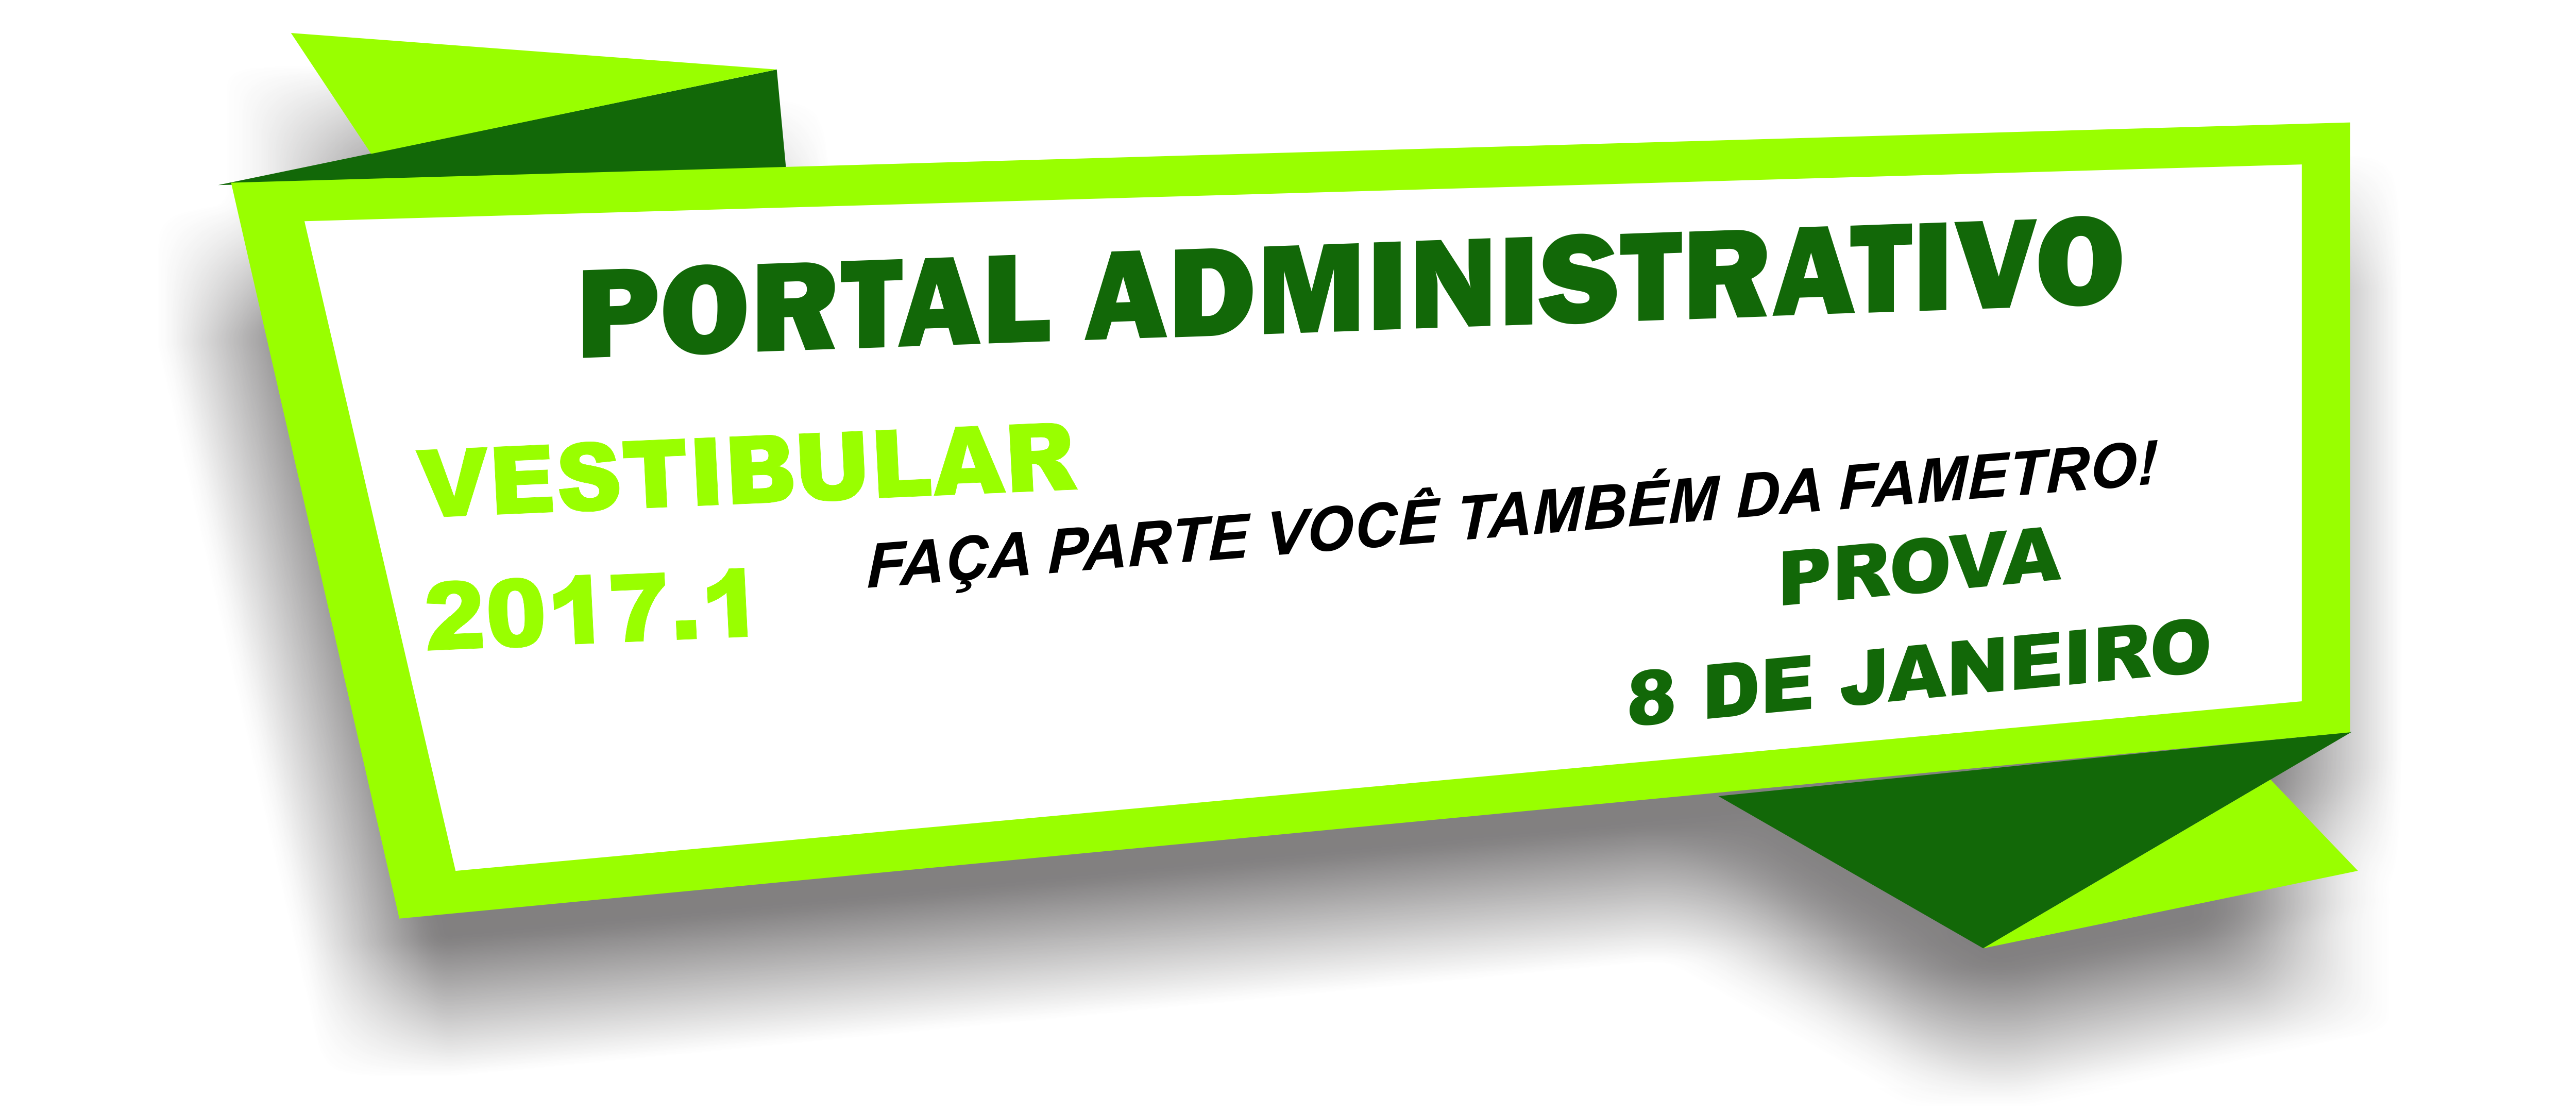 PORTAL ADMINISTRATIVO
VESTIBULAR
2017.1
FAÇA PARTE VOCÊ TAMBÉM DA FAMETRO!
PROVA
8 DE JANEIRO